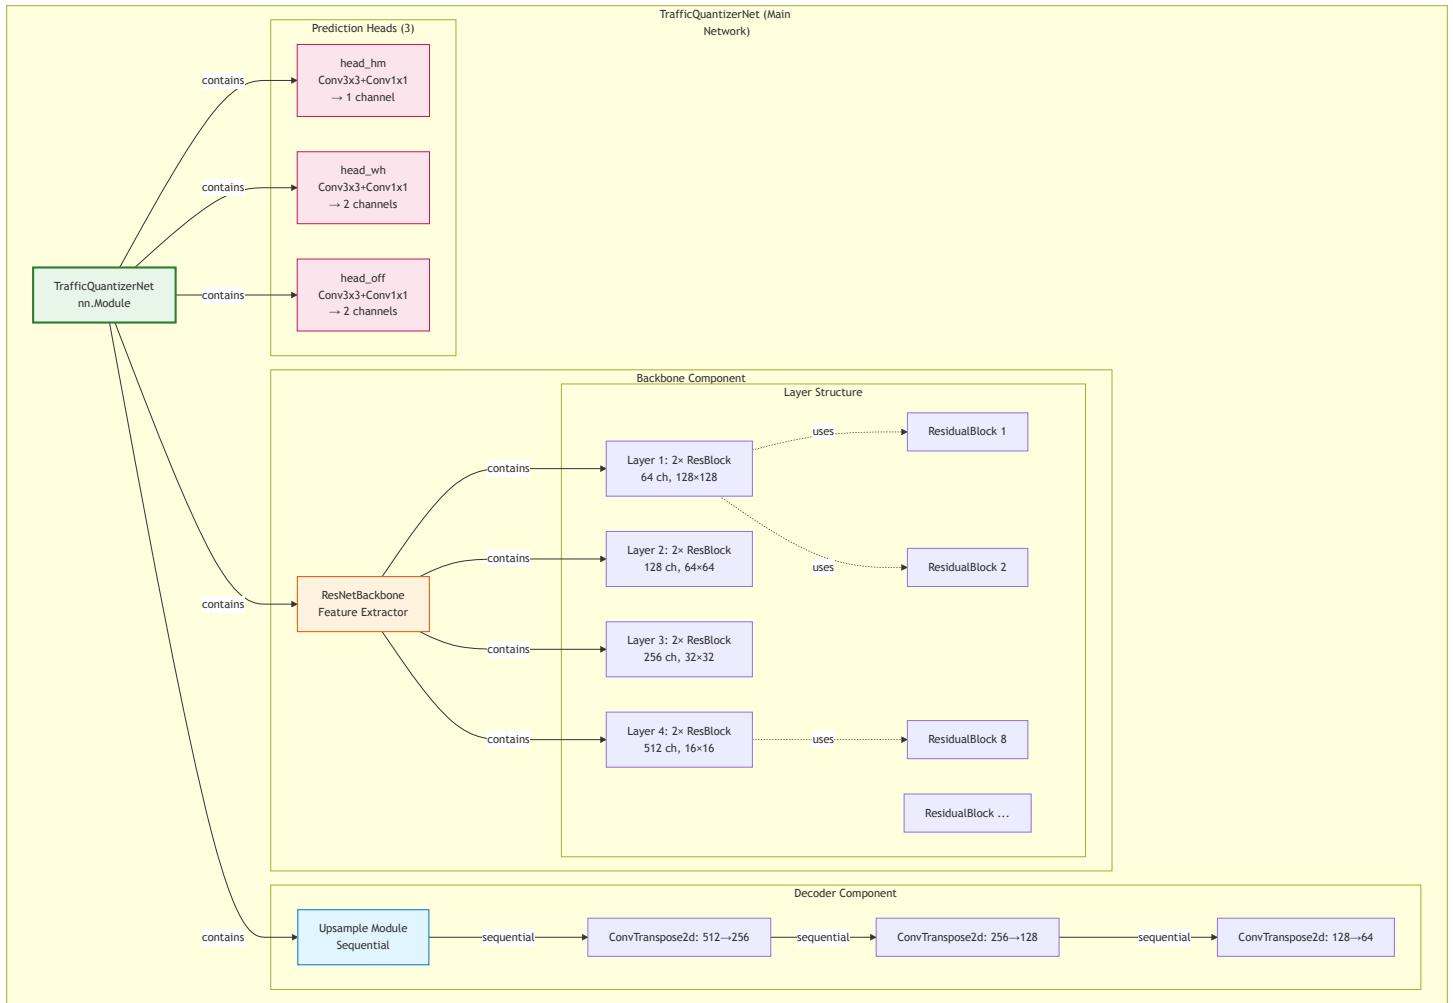 TrafficQuantizerNet (Main
Network)
Prediction Heads (3)
head_hm
Conv3x3+Conv1x1
→ 1 channel
contains
head_wh
Conv3x3+Conv1x1
→ 2 channels
contains
head_off
Conv3x3+Conv1x1
→ 2 channels
contains
TrafficQuantizerNet
nn.Module
Backbone Component
Layer Structure
contains
ResNetBackbone
Feature Extractor
contains
Layer 1: 2× ResBlock
64 ch, 128×128
uses
ResidualBlock 1
uses
ResidualBlock 2
contains
Layer 2: 2× ResBlock
128 ch, 64×64
contains
Layer 3: 2× ResBlock
256 ch, 32×32
contains
Layer 4: 2× ResBlock
512 ch, 16×16
uses
ResidualBlock 8
ResidualBlock ...
Decoder Component
contains
Upsample Module
Sequential
sequential
ConvTranspose2d: 512→256
sequential
ConvTranspose2d: 256→128
sequential
ConvTranspose2d: 128→64